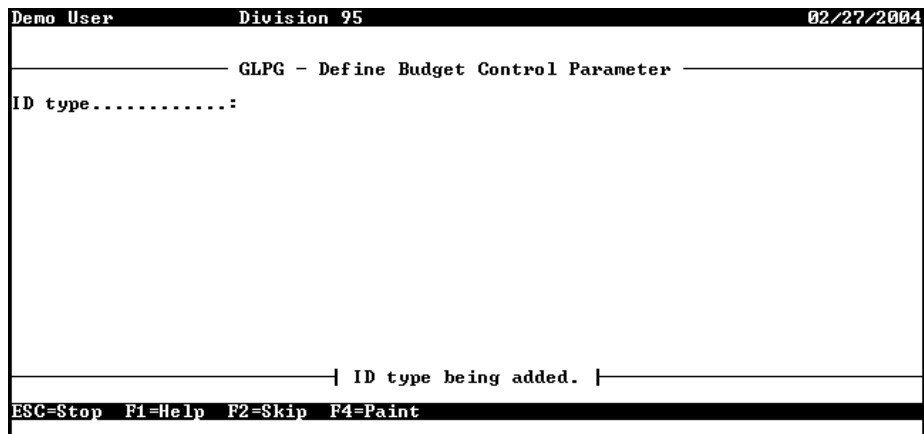 Demo User Division 95 02/27/2004
GLPG - Define Budget Control Parameter
ID type............:
ID type being added.
ESC=Stop F1=Help F2=Skip F4=Paint